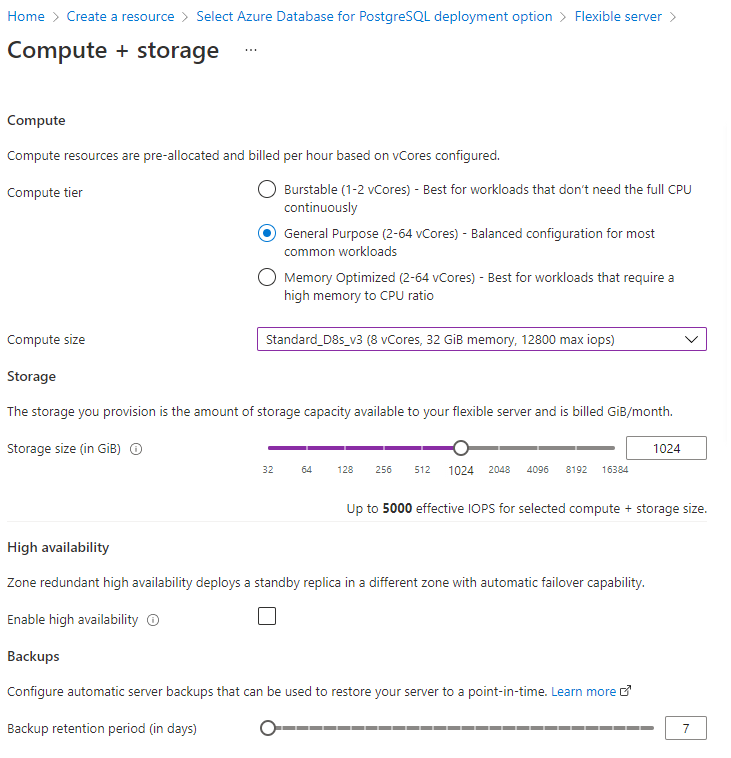 Home > Create a resource > Select Azure Database for PostgreSQL deployment option > Flexible server >
Compute + storage ...
Compute
Compute resources are pre-allocated and billed per hour based on vCores configured.
Compute tier
Burstable (1-2 vCores) - Best for workloads that don't need the full CPU
continuously
General Purpose (2-64 vCores) - Balanced configuration for most
common workloads
Memory Optimized (2-64 vCores) - Best for workloads that require a
high memory to CPU ratio
Compute size
Standard_D8s_v3 (8 vCores, 32 GiB memory, 12800 max iops)
Storage
The storage you provision is the amount of storage capacity available to your flexible server and is billed GiB/month.
Storage size (in GiB)
1024
32 64 128 256 512 1024 2048 4096 8192 16384
Up to 5000 effective IOPS for selected compute + storage size.
High availability
Zone redundant high availability deploys a standby replica in a different zone with automatic failover capability.
Enable high availability
Backups
Configure automatic server backups that can be used to restore your server to a point-in-time. Learn more
Backup retention period (in days)
7